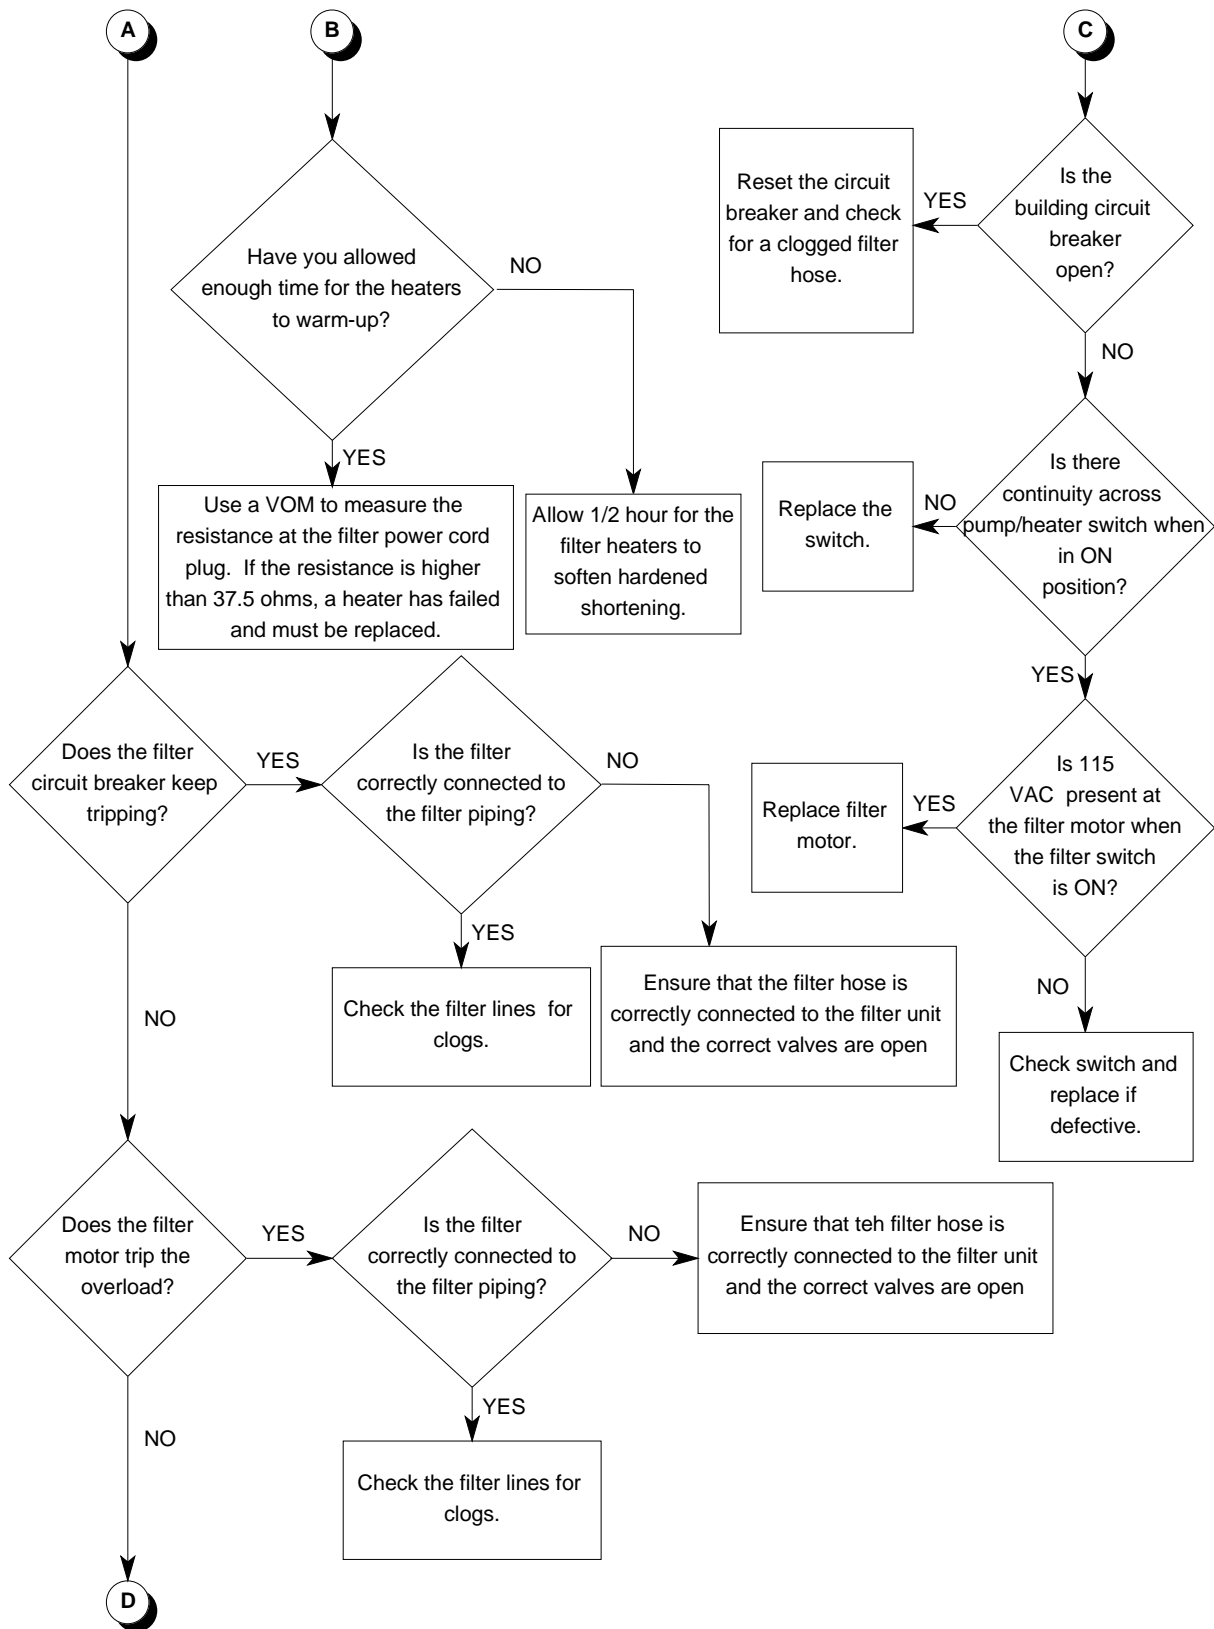 A
B
Have you allowed
enough time for the heaters
to warm-up?
NO
YES
Use a VOM to measure the
resistance at the filter power cord
plug. If the resistance is higher
than 37.5 ohms, a heater has failed
and must be replaced.
Allow 1/2 hour for the
filter heaters to
soften hardened
shortening.
C
Is the
building circuit
breaker
open?
YES
Reset the circuit
breaker and check
for a clogged filter
hose.
NO
Is there
continuity across
pump/heater switch when
in ON
position?
NO
Replace the
switch.
YES
Is 115
VAC present at
the filter motor when
the filter switch
is ON?
YES
Replace filter
motor.
NO
Check switch and
replace if
defective.
Does the filter
circuit breaker keep
tripping?
YES
Is the filter
correctly connected to
the filter piping?
NO
YES
Check the filter lines for
clogs.
Ensure that the filter hose is
correctly connected to the filter unit
and the correct valves are open
NO
Does the filter
motor trip the
overload?
YES
Is the filter
correctly connected to
the filter piping?
NO
Ensure that teh filter hose is
correctly connected to the filter unit
and the correct valves are open
YES
Check the filter lines for
clogs.
NO
D